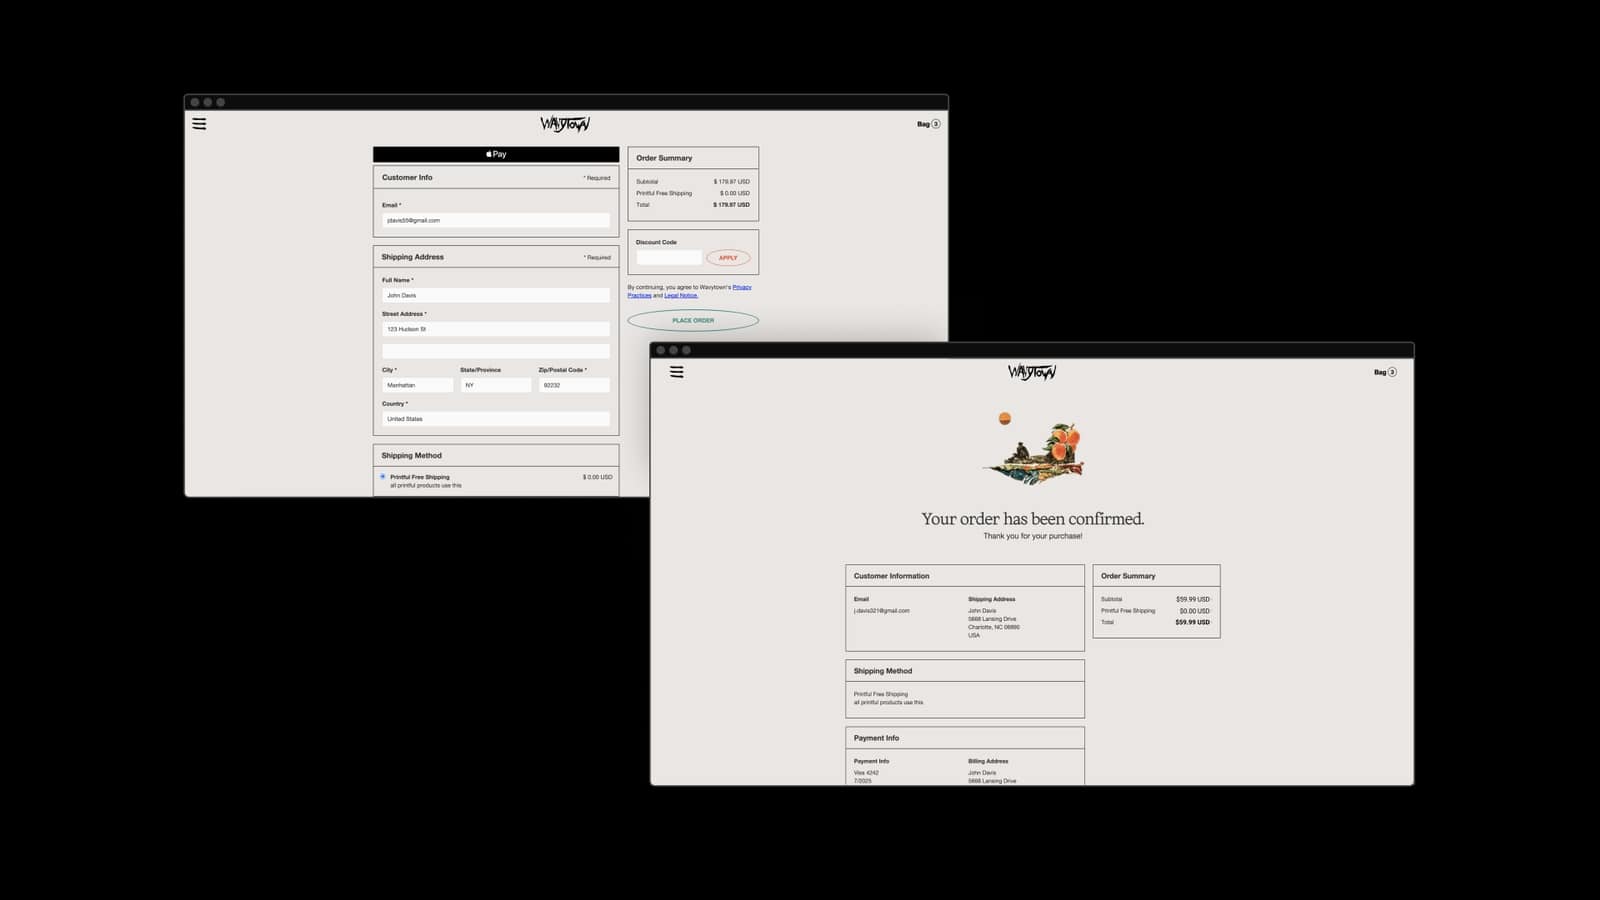 WAVYTOWN
Bag 3
Pay
Customer Info
* Required
Email *
jdavis55@gmail.com
Shipping Address
* Required
Full Name *
John Davis
Street Address *
123 Hudson St
City *
State/Province
Zip/Postal Code *
Manhattan
NY
92232
Country *
United States
Shipping Method
Printful Free Shipping
$ 0.00 USD
all printful products use this
Order Summary
Subtotal
$ 179.97 USD
Printful Free Shipping
$ 0.00 USD
Total
$ 179.97 USD
Discount Code
APPLY
By continuing, you agree to Wavytown's Privacy
Practices and Legal Notice.
PLACE ORDER
WAVYTOWN
Bag 3
Your order has been confirmed.
Thank you for your purchase!
Customer Information
Email
j.davis321@gmail.com
Shipping Address
John Davis
5668 Lansing Drive
Charlotte, NC
USA
Shipping Method
Printful Free Shipping
all printful products use this
Payment Info
Payment Info
Visa 4242
7/2025
Billing Address
John Davis
5668 Lansing Drive
Order Summary
Subtotal
$59.99 USD
Printful Free Shipping
$0.00 USD
Total
$59.99 USD